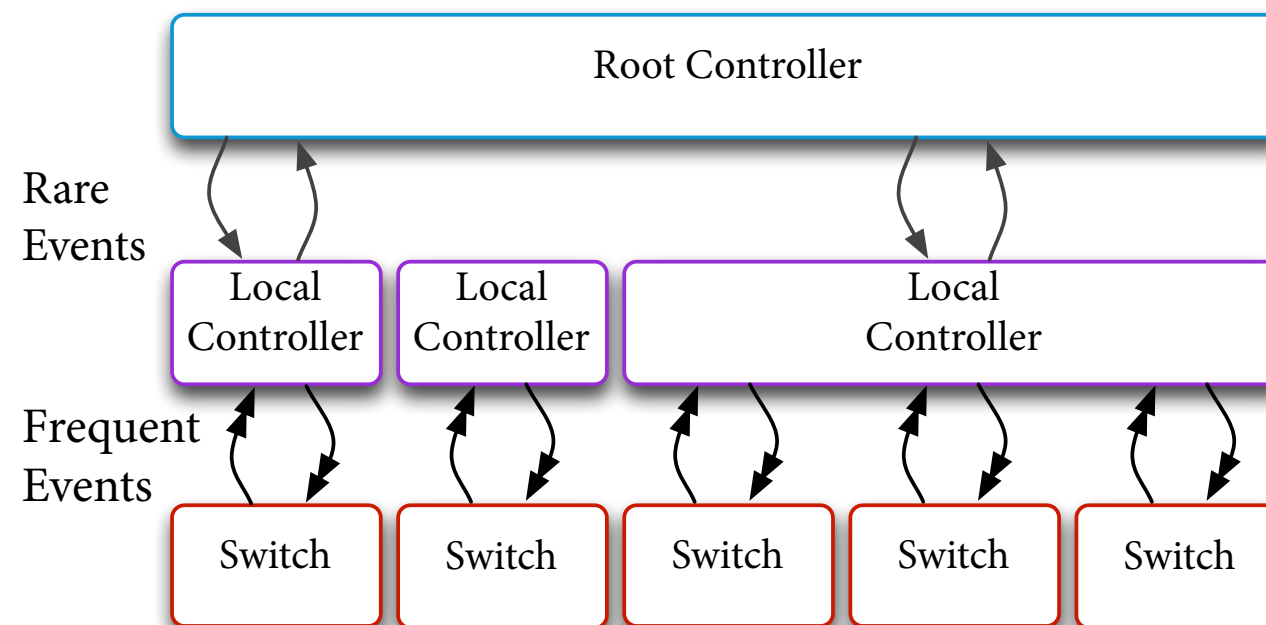 Root Controller
Rare
Events
Local
Controller
Local
Controller
Local
Controller
Frequent
Events
Switch
Switch
Switch
Switch
Switch